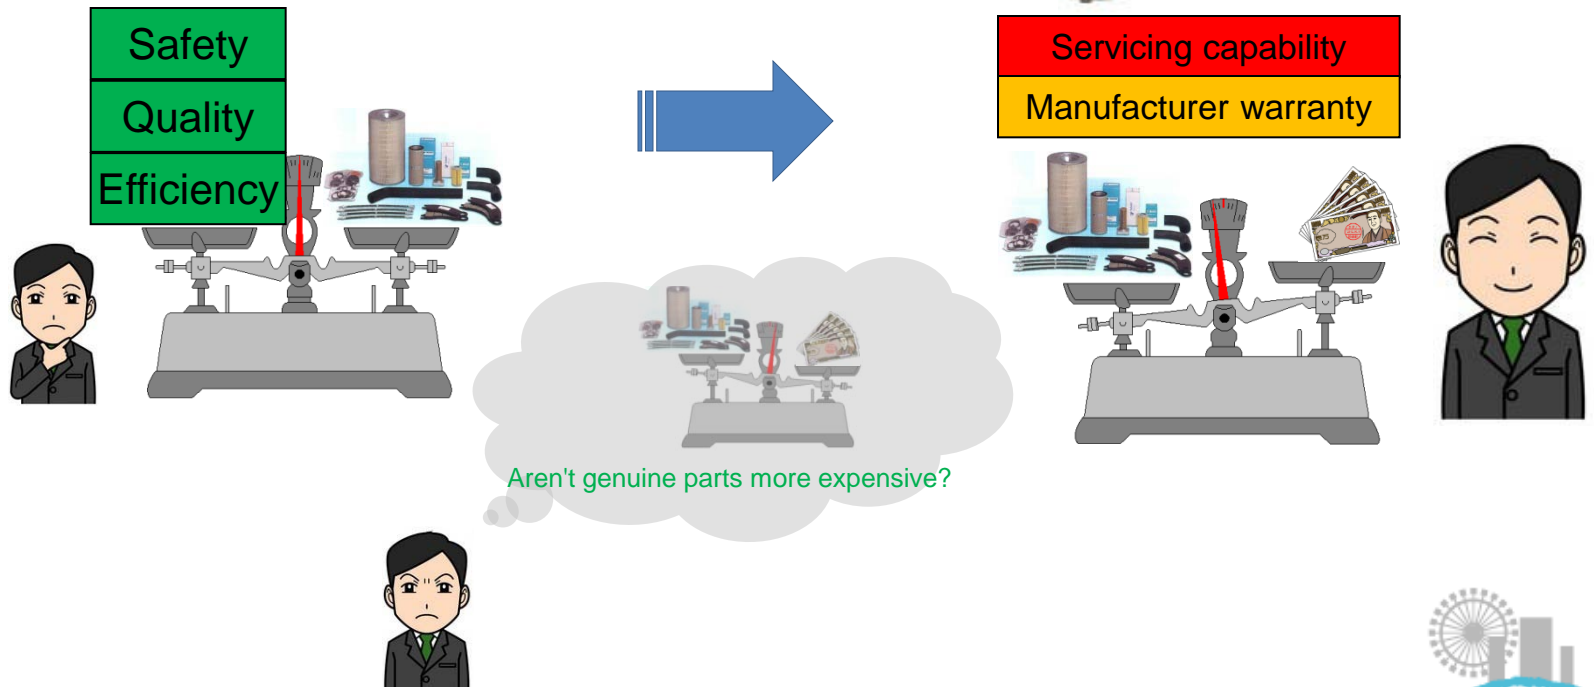 Safety
Quality
Efficiency
Servicing capability
Manufacturer warranty
Aren't genuine parts more expensive?